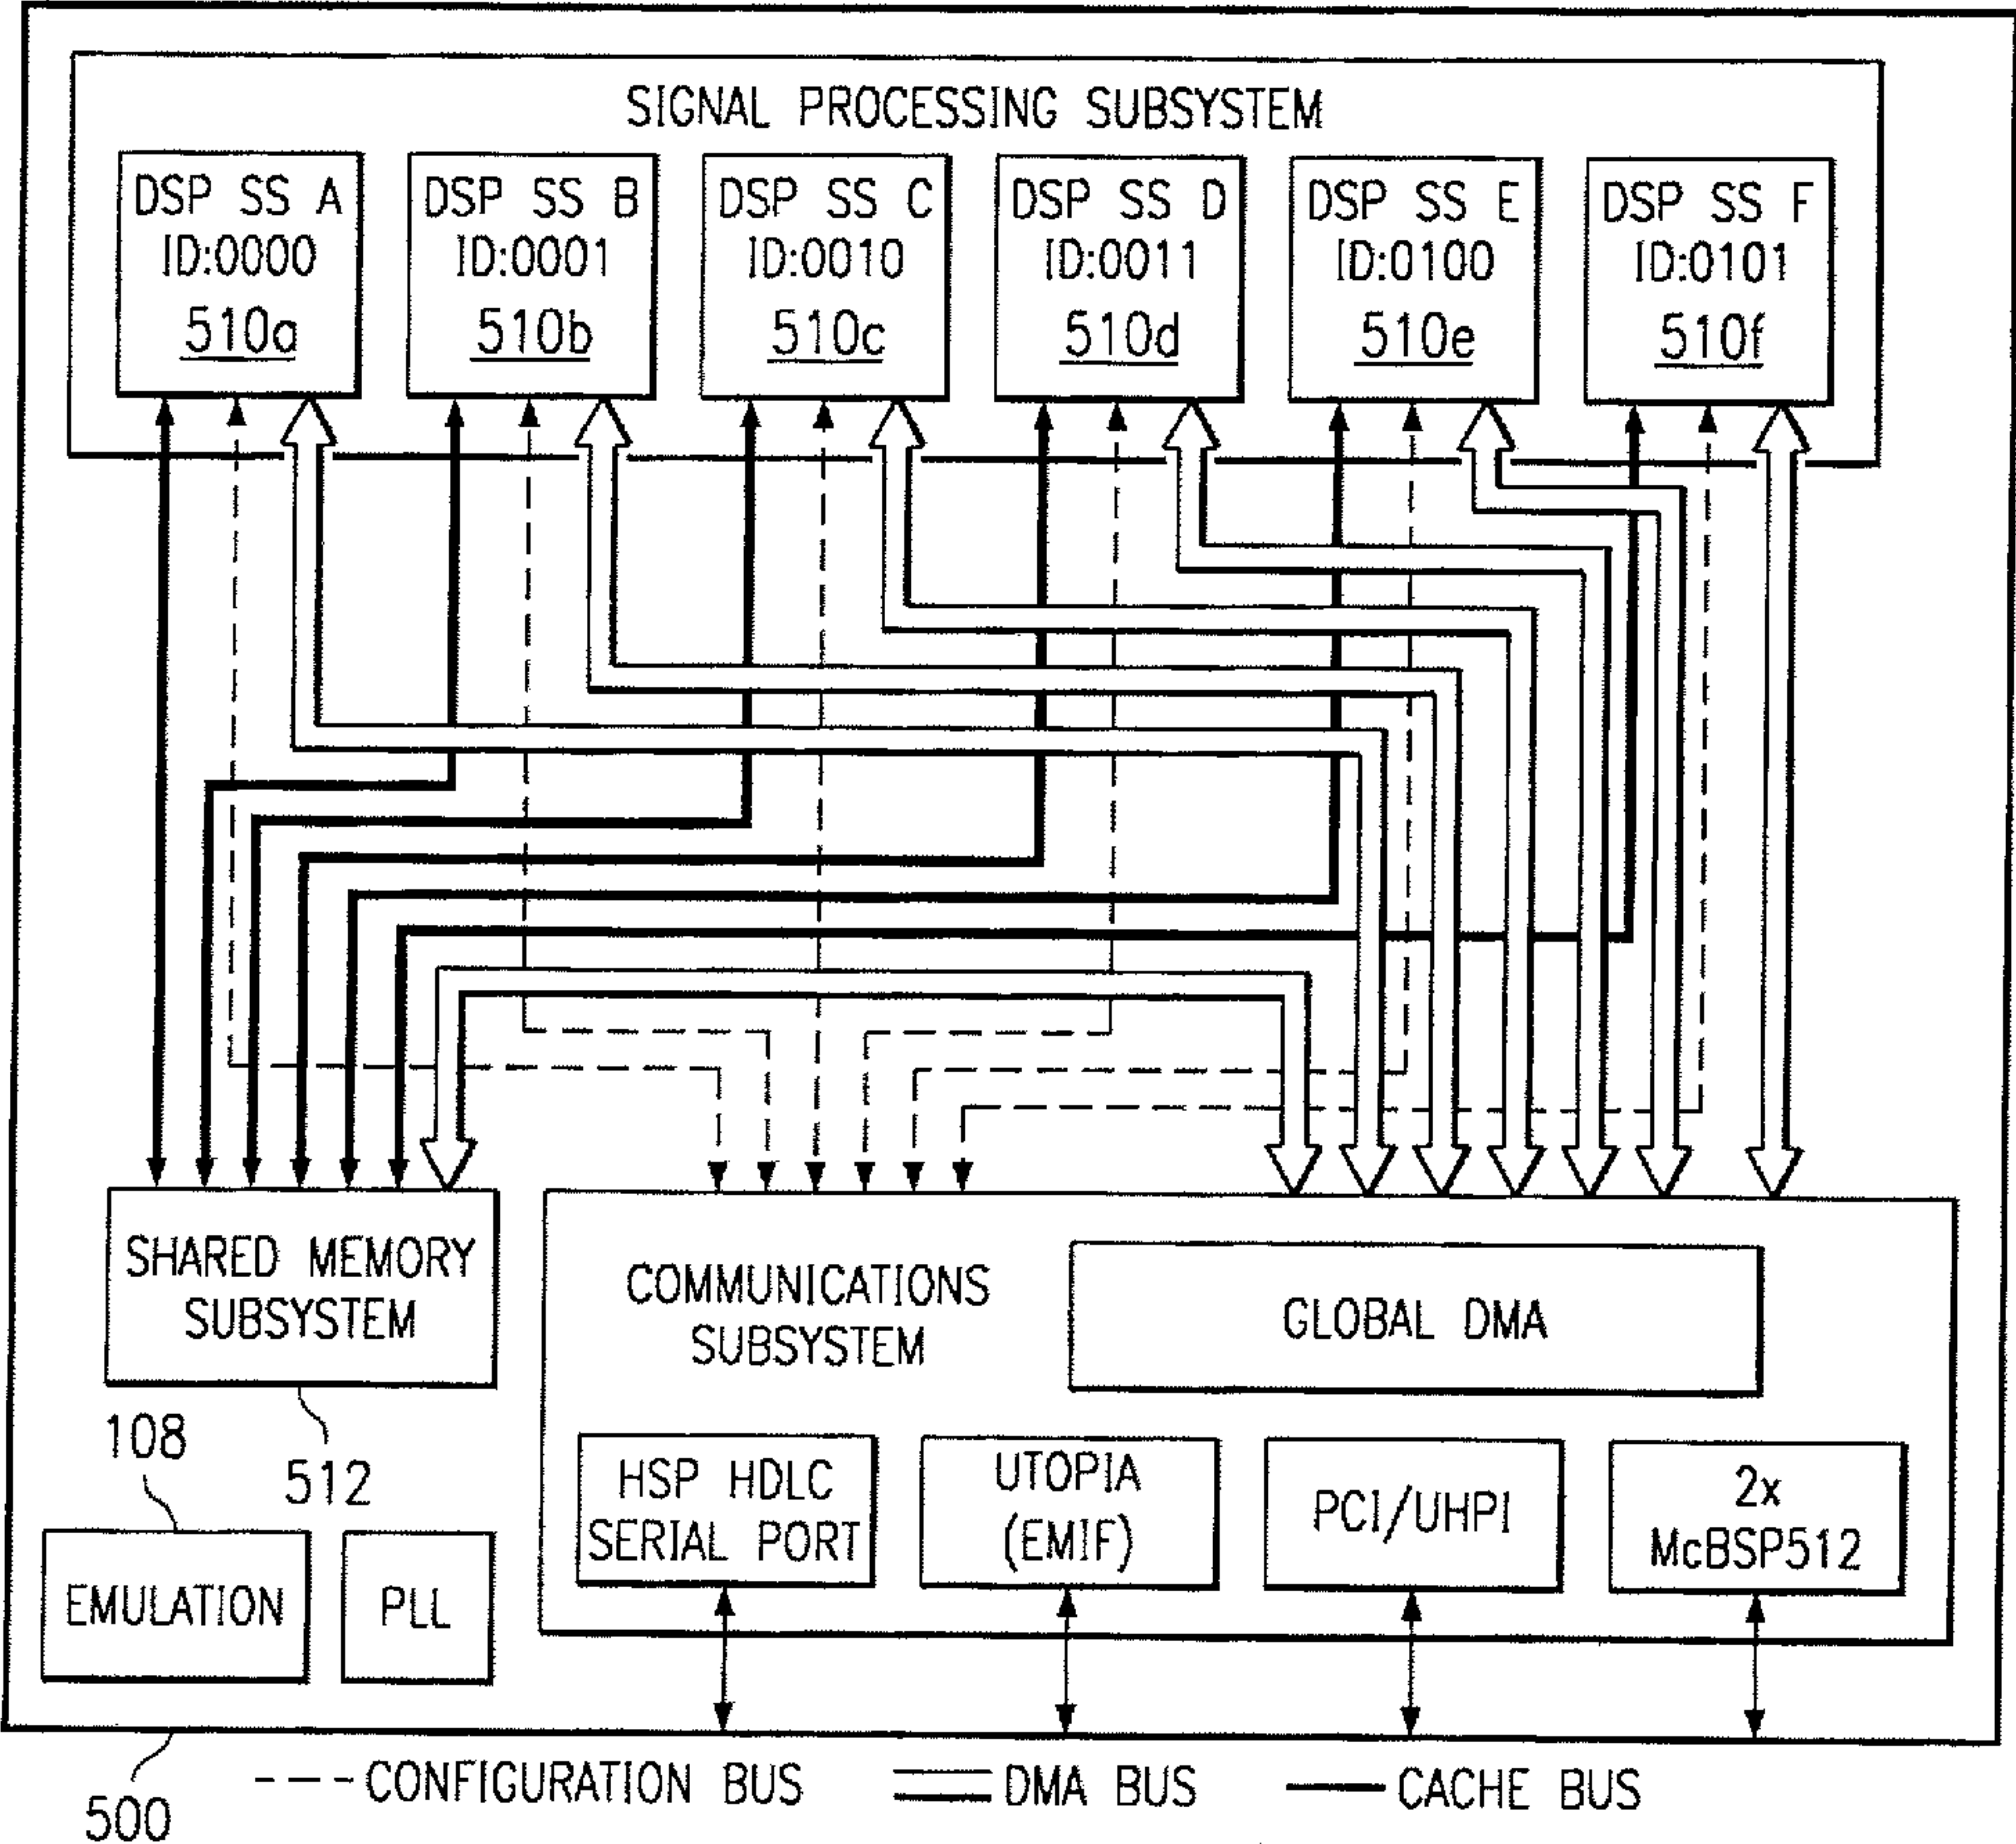 SIGNAL PROCESSING SUBSYSTEM
DSP SS A
ID:0000
510a
DSP SS B
ID:0001
510b
DSP SS C
ID:0010
510c
DSP SS D
ID:0011
510d
DSP SS E
ID:0100
510e
DSP SS F
ID:0101
510f
SHARED MEMORY
SUBSYSTEM
512
COMMUNICATIONS
SUBSYSTEM
GLOBAL DMA
HSP HDLC
SERIAL PORT
UTOPIA
(EMIF)
PCI/UHPI
2x
McBSP512
108
EMULATION
PLL
500
CONFIGURATION BUS
DMA BUS
CACHE BUS